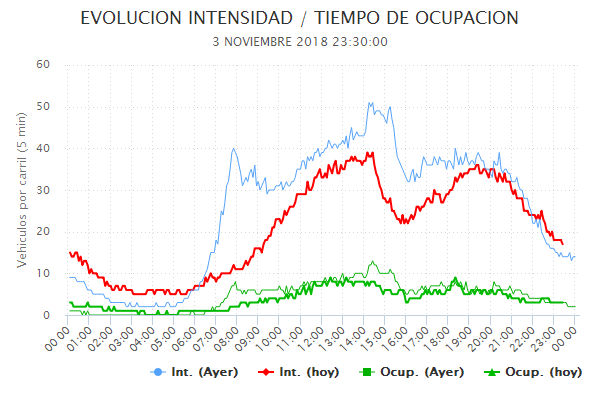 EVOLUCION INTENSIDAD / TIEMPO DE OCUPACION
3 NOVIEMBRE 2018 23:30:00
Vehiculos por carril (5 min)
60
50
40
30
20
10
0
00:00 01:00 02:00 03:00 04:00 05:00 06:00 07:00 08:00 09:00 10:00 11:00 12:00 13:00 14:00 15:00 16:00 17:00 18:00 19:00 20:00 21:00 22:00 23:00 00:00
Int. (Ayer) Int. (hoy) Ocup. (Ayer) Ocup. (hoy)